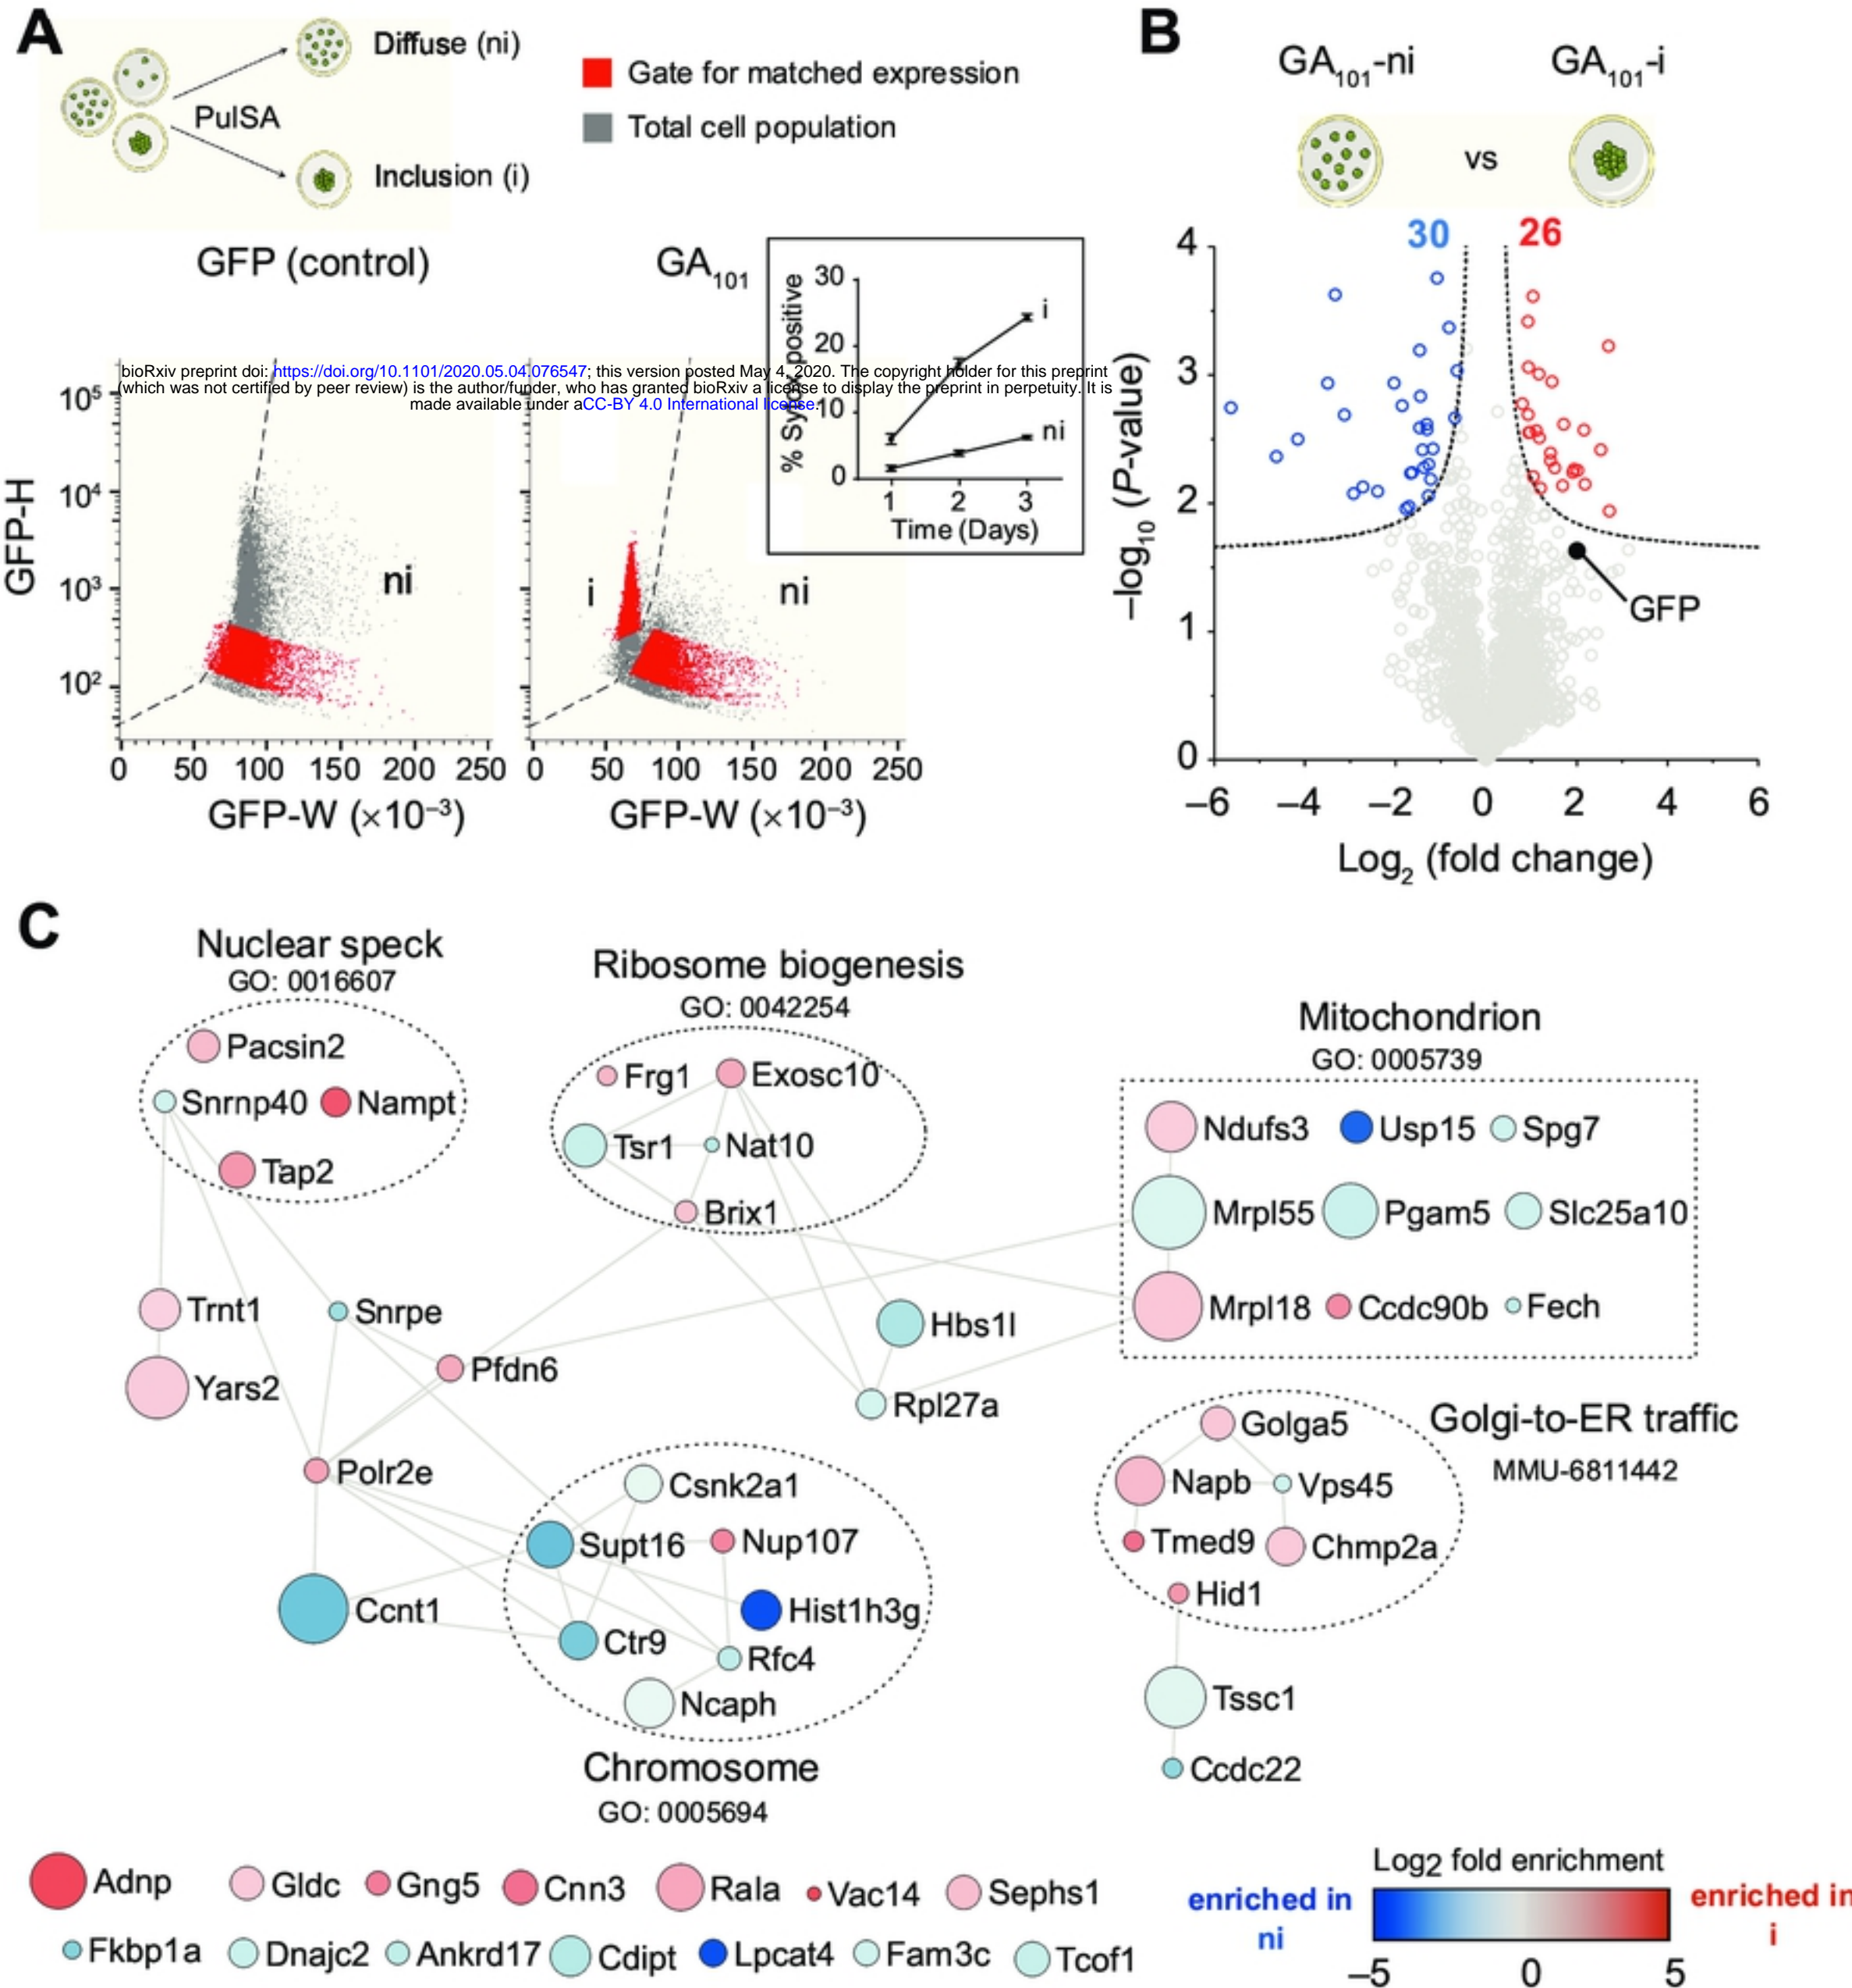 A
Diffuse (ni)
PulSA
Inclusion (i)
Gate for matched expression
Total cell population
GFP (control)
GA101
bioRxiv preprint doi: https://doi.org/10.1101/2020.05.04.076547; this version posted May 4, 2020. The copyright holder for this preprint
(which was not certified by peer review) is the author/funder, who has granted bioRxiv a license to display the preprint in perpetuity. It is
made available under aCC-BY 4.0 International license.
GFP-H
10^5
10^4
10^3
10^2
ni
i
ni
0 50 100 150 200 250
0 50 100 150 200 250
GFP-W (×10^–3)
GFP-W (×10^–3)
% Sytox positive
30
20
10
0
i
ni
1 2 3
Time (Days)
B
GA101-ni
GA101-i
vs
30
26
–log10 (P-value)
4
3
2
1
0
GFP
–6 –4 –2 0 2 4 6
Log2 (fold change)
C
Nuclear speck
GO: 0016607
Pacsin2
Snrnp40
Nampt
Tap2
Ribosome biogenesis
GO: 0042254
Frg1
Exosc10
Tsr1
Nat10
Brix1
Mitochondrion
GO: 0005739
Ndufs3
Usp15
Spg7
Mrpl55
Pgam5
Slc25a10
Mrpl18
Ccdc90b
Fech
Trnt1
Snrpe
Yars2
Pfdn6
Hbs1l
Rpl27a
Polr2e
Ccnt1
Csnk2a1
Supt16
Nup107
Hist1h3g
Ctr9
Rfc4
Ncaph
Chromosome
GO: 0005694
Golgi-to-ER traffic
MMU-6811442
Golga5
Napb
Vps45
Tmed9
Chmp2a
Hid1
Tssc1
Ccdc22
Adnp
Gldc
Gng5
Cnn3
Rala
Vac14
Sephs1
Fkbp1a
Dnajc2
Ankrd17
Cdipt
Lpcat4
Fam3c
Tcof1
Log2 fold enrichment
enriched in
ni
enriched in
i
–5 0 5